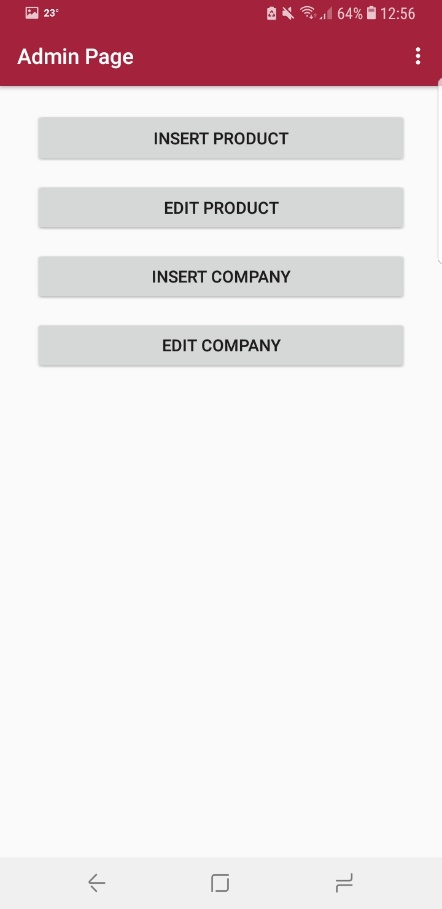 23° 64% 12:56
Admin Page
INSERT PRODUCT
EDIT PRODUCT
INSERT COMPANY
EDIT COMPANY